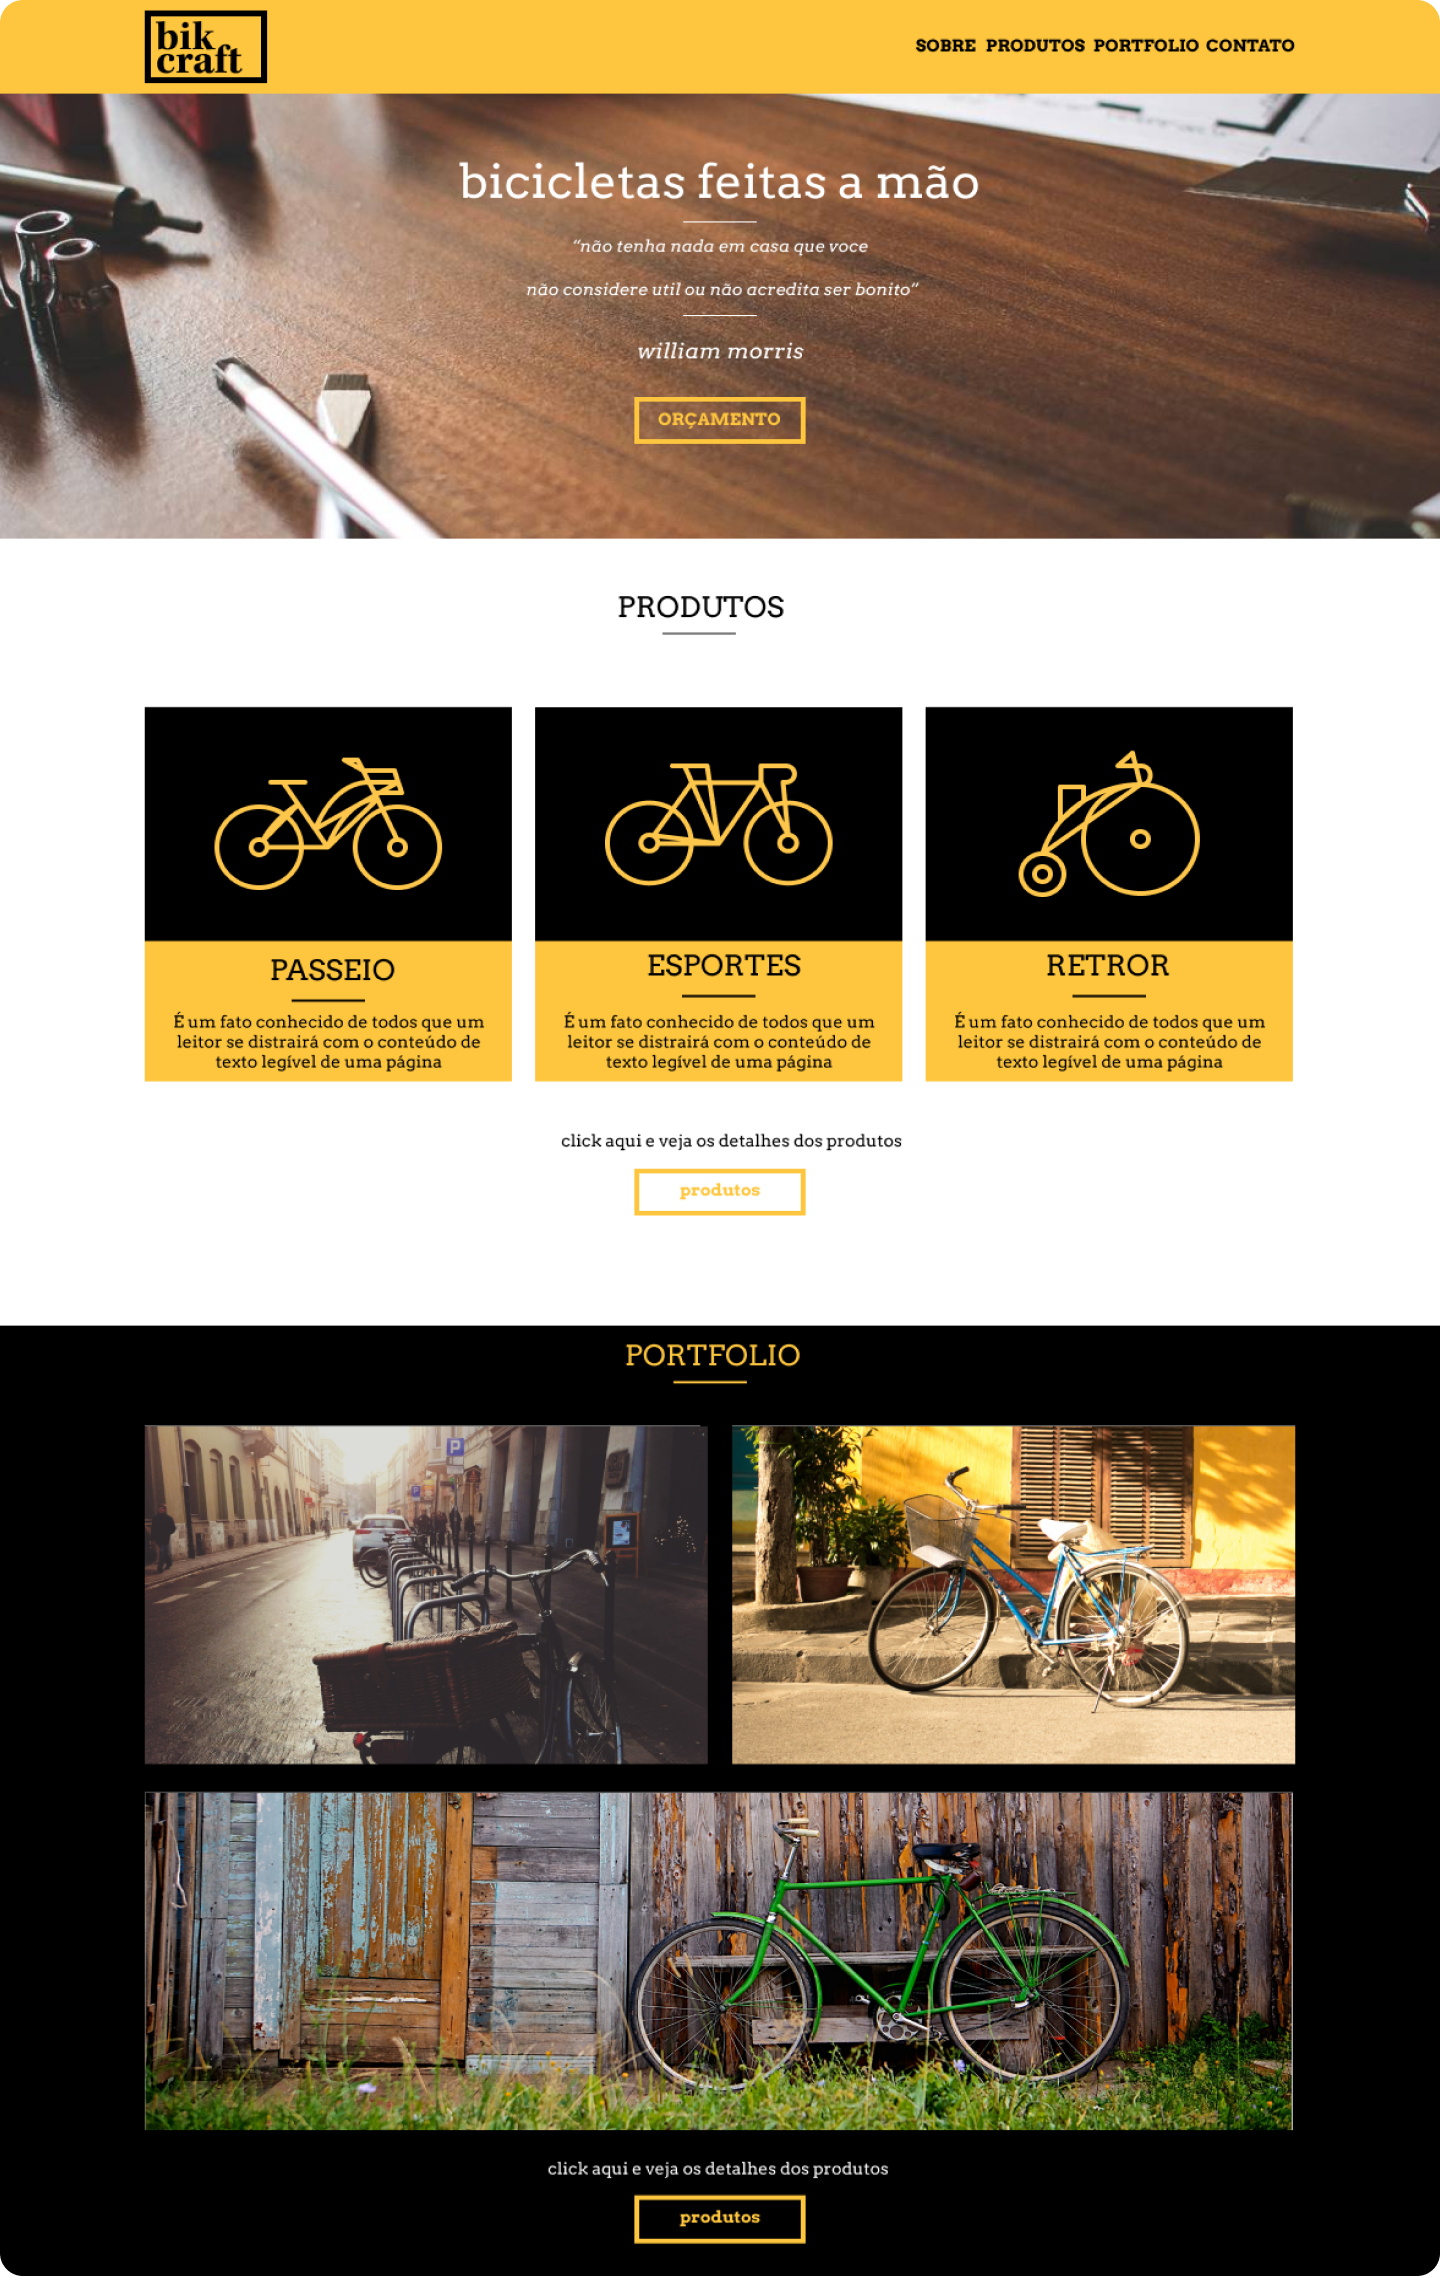 bik
craft
SOBRE PRODUTOS PORTFOLIO CONTATO
bicicletas feitas a mão
“não tenha nada em casa que voce
não considere util ou não acredita ser bonito”
william morris
ORÇAMENTO
PRODUTOS
PASSEIO
É um fato conhecido de todos que um
leitor se distrairá com o conteúdo de
texto legível de uma página
ESPORTES
É um fato conhecido de todos que um
leitor se distrairá com o conteúdo de
texto legível de uma página
RETROR
É um fato conhecido de todos que um
leitor se distrairá com o conteúdo de
texto legível de uma página
click aqui e veja os detalhes dos produtos
produtos
PORTFOLIO
P
click aqui e veja os detalhes dos produtos
produtos